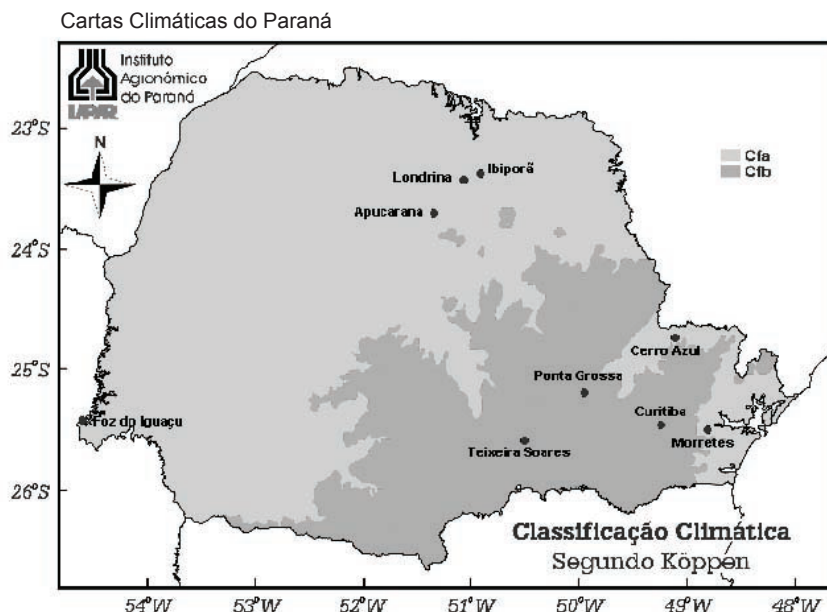 Cartas Climáticas do Paraná
Instituto
Agronômico
do Paraná
IAPAR
N
23°S
24°S
25°S
26°S
Cfa
Cfb
Londrina
Ibiporã
Apucarana
Cerro Azul
Ponta Grossa
Foz do Iguaçu
Curitiba
Morretes
Teixeira Soares
Classificação Climática
Segundo Köppen
54°W 53°W 52°W 51°W 50°W 49°W 48°W